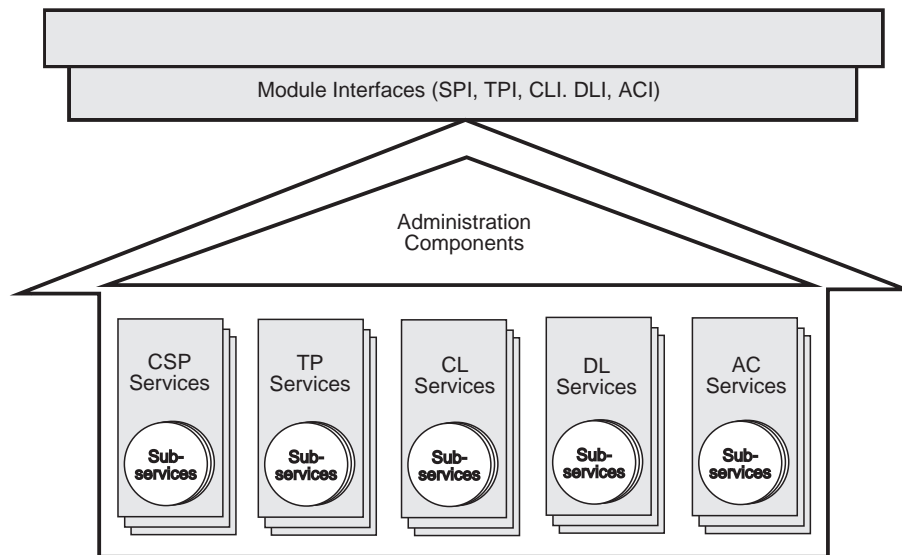 Module Interfaces (SPI, TPI, CLI. DLI, ACI)
Administration
Components
CSP
Services
TP
Services
CL
Services
DL
Services
AC
Services
Sub-
services
Sub-
services
Sub-
services
Sub-
services
Sub-
services